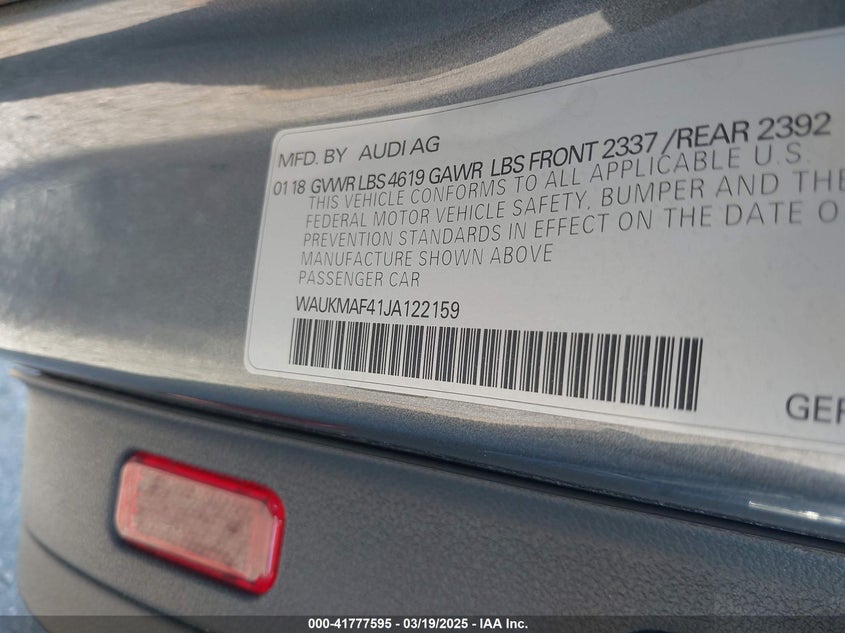 MFD. BY AUDI AG
01 18 GVWR LBS 4619 GAWR LBS FRONT 2337 / REAR 2392
THIS VEHICLE CONFORMS TO ALL APPLICABLE U.S.
FEDERAL MOTOR VEHICLE SAFETY, BUMPER AND THE
PREVENTION STANDARDS IN EFFECT ON THE DATE O
MANUFACTURE SHOWN ABOVE
PASSENGER CAR
WAUKMAF41JA122159
GER
000-41777595 - 03/19/2025 - IAA Inc.